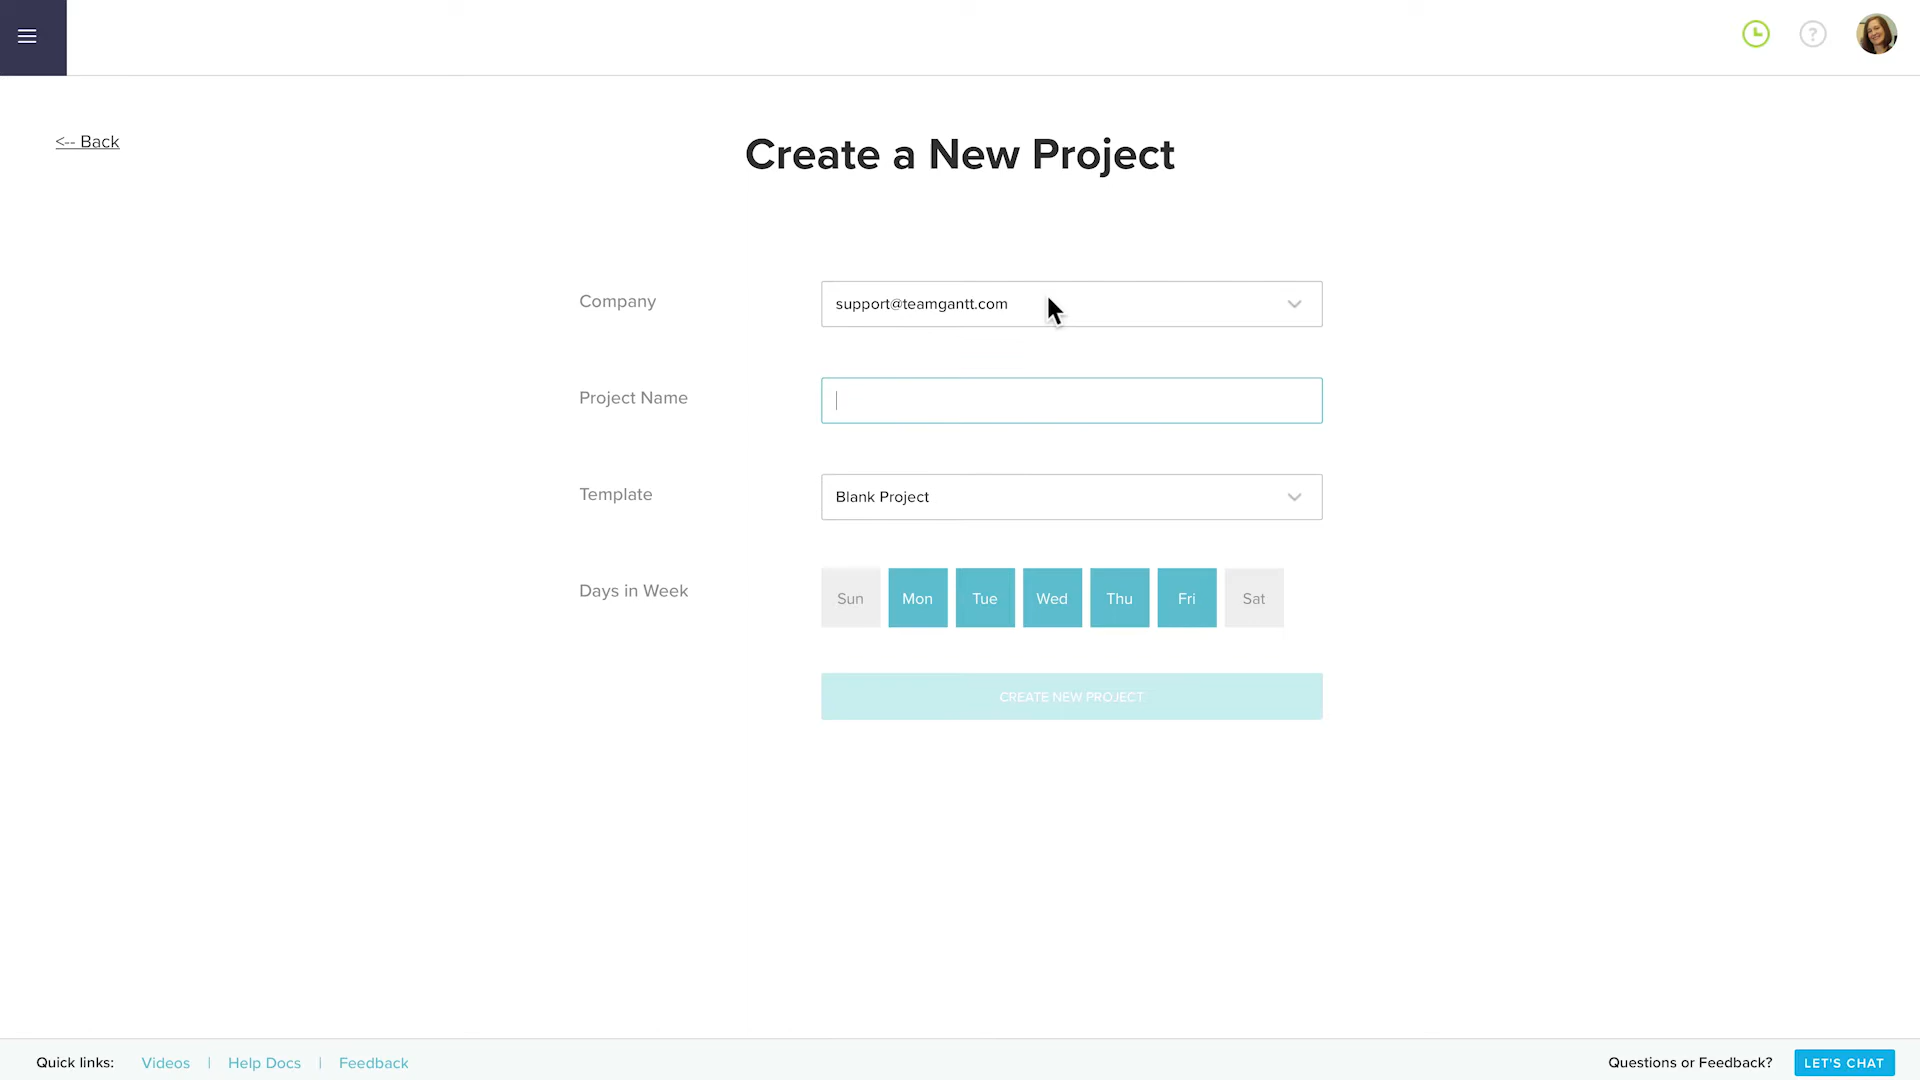 ?
<-- Back
Create a New Project
Company
support@teamgantt.com
Project Name
Template
Blank Project
Days in Week
Sun Mon Tue Wed Thu Fri Sat
CREATE NEW PROJECT
Quick links: Videos | Help Docs | Feedback
Questions or Feedback? LET'S CHAT